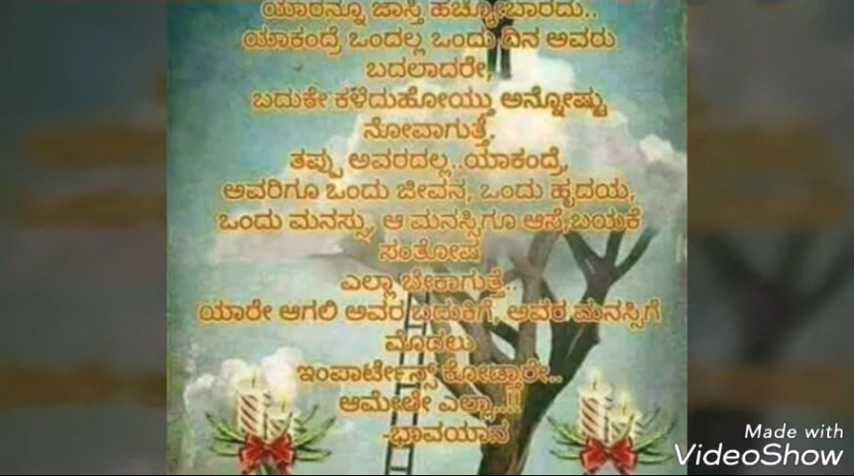 ಯಾರನ್ನೂ ಜಾಸ್ತಿ ಹಚ್ಕೋಬಾರದು..
ಯಾಕಂದ್ರೆ ಒಂದಲ್ಲ ಒಂದು ದಿನ ಅವರು
ಬದಲಾದರೇ,
ಬದುಕೇ ಕಳೆದುಹೋಯ್ತು ಅನ್ನೋಷ್ಟು
ನೋವಾಗುತ್ತೆ.
ತಪ್ಪು ಅವರದಲ್ಲ..ಯಾಕಂದ್ರೆ,
ಅವರಿಗೂ ಒಂದು ಜೀವನ, ಒಂದು ಹೃದಯ,
ಒಂದು ಮನಸ್ಸು, ಆ ಮನಸ್ಸಿಗೂ ಆಸೆ,ಬಯಕೆ
ಸಂತೋಷ
ಎಲ್ಲಾ ಬೇಕಾಗುತ್ತೆ..
ಯಾರೇ ಆಗಲಿ ಅವರ ಬದುಕಿಗೆ, ಅವರ ಮನಸ್ಸಿಗೆ
ಮೊದಲು
ಇಂಪಾರ್ಟೇನ್ಸ್ ಕೋಡ್ತಾರೇ..
ಆಮೇಲೇ ಎಲ್ಲಾ..!!
-ಭಾವಯಾನ
Made with
VideoShow